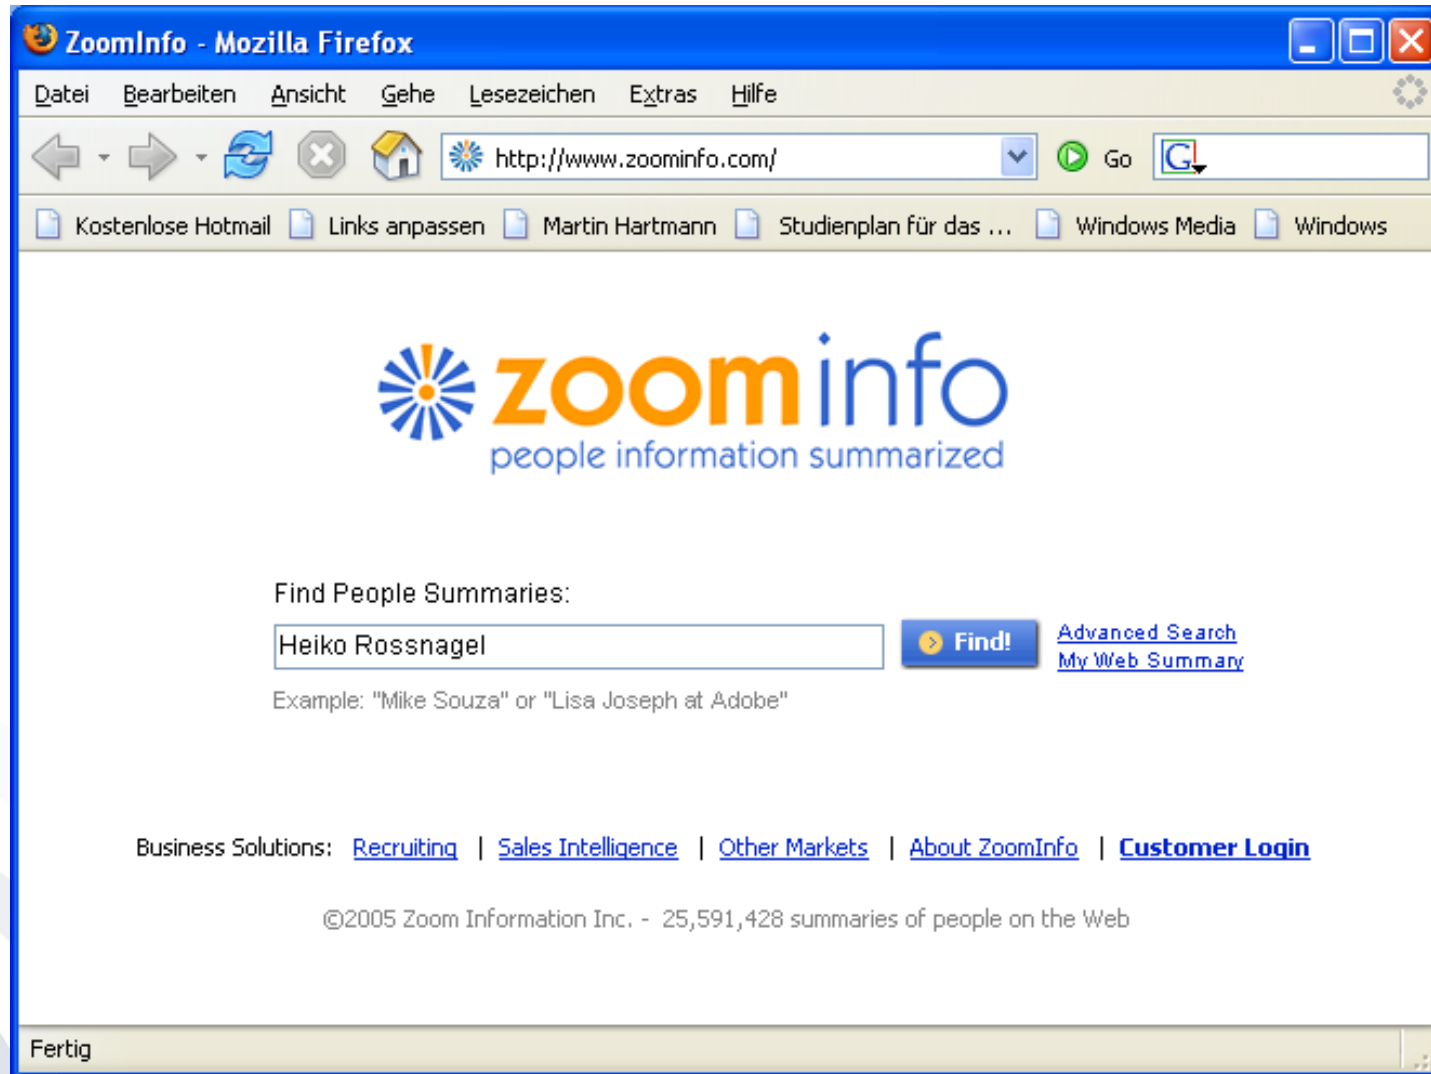 ZoomInfo - Mozilla Firefox
Datei Bearbeiten Ansicht Gehe Lesezeichen Extras Hilfe
http://www.zoominfo.com/ Go G
Kostenlose Hotmail Links anpassen Martin Hartmann Studienplan für das ... Windows Media Windows
zoominfo
people information summarized
Find People Summaries:
Heiko Rossnagel Find! Advanced Search
My Web Summary
Example: "Mike Souza" or "Lisa Joseph at Adobe"
Business Solutions: Recruiting | Sales Intelligence | Other Markets | About ZoomInfo | Customer Login
©2005 Zoom Information Inc. - 25,591,428 summaries of people on the Web
Fertig